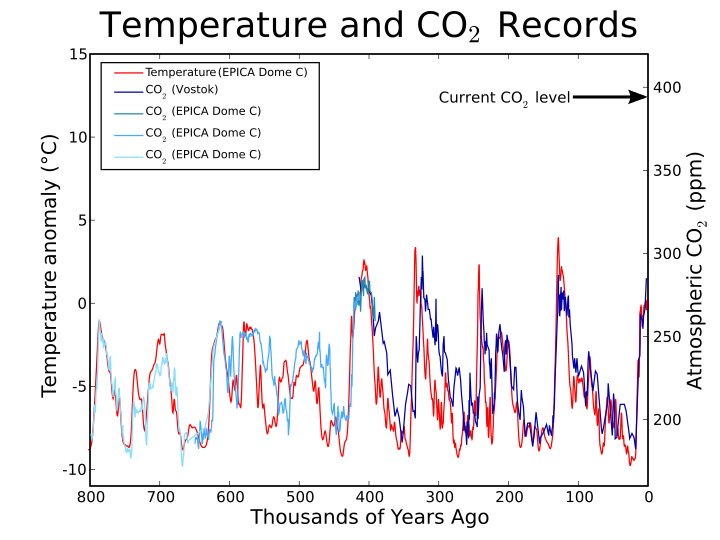 Temperature and CO₂ Records
Temperature (EPICA Dome C)
CO₂ (Vostok)
CO₂ (EPICA Dome C)
CO₂ (EPICA Dome C)
CO₂ (EPICA Dome C)
Current CO₂ level
15
10
5
0
-5
-10
Temperature anomaly (°C)
400
350
300
250
200
Atmospheric CO₂ (ppm)
800 700 600 500 400 300 200 100 0
Thousands of Years Ago